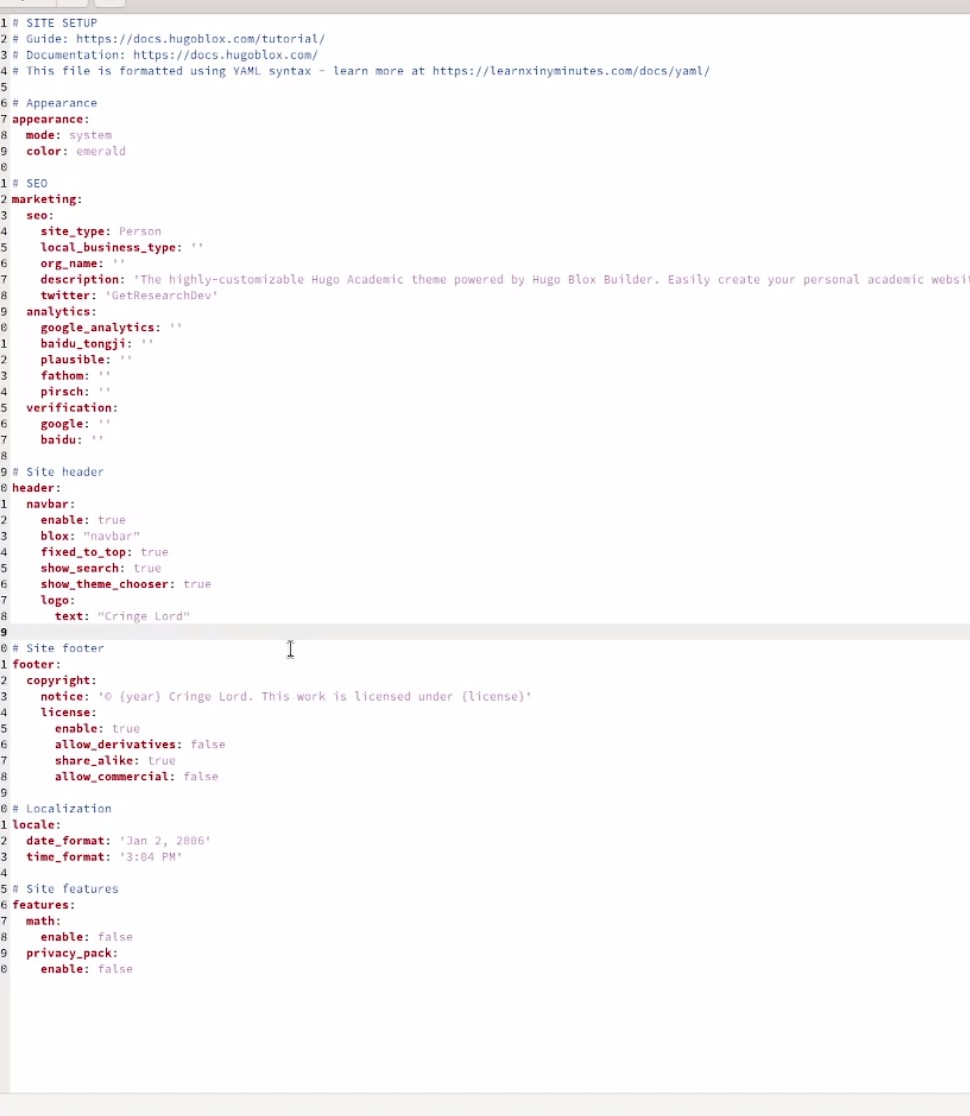 1 # SITE SETUP
2 # Guide: https://docs.hugoblox.com/tutorial/
3 # Documentation: https://docs.hugoblox.com/
4 # This file is formatted using YAML syntax - learn more at https://learnxinyminutes.com/docs/yaml/
5
6 # Appearance
7 appearance:
8   mode: system
9   color: emerald
0
1 # SEO
2 marketing:
3   seo:
4     site_type: Person
5     local_business_type: ''
6     org_name: ''
7     description: 'The highly-customizable Hugo Academic theme powered by Hugo Blox Builder. Easily create your personal academic websi
8     twitter: 'GetResearchDev'
9   analytics:
0     google_analytics: ''
1     baidu_tongji: ''
2     plausible: ''
3     fathom: ''
4     pirsch: ''
5   verification:
6     google: ''
7     baidu: ''
8
9 # Site header
0 header:
1   navbar:
2     enable: true
3     blox: "navbar"
4     fixed_to_top: true
5     show_search: true
6     show_theme_chooser: true
7     logo:
8       text: "Cringe Lord"
9
0 # Site footer
1 footer:
2   copyright:
3     notice: '© {year} Cringe Lord. This work is licensed under {license}'
4     license:
5       enable: true
6       allow_derivatives: false
7       share_alike: true
8       allow_commercial: false
9
0 # Localization
1 locale:
2   date_format: 'Jan 2, 2006'
3   time_format: '3:04 PM'
4
5 # Site features
6 features:
7   math:
8     enable: false
9   privacy_pack:
0     enable: false